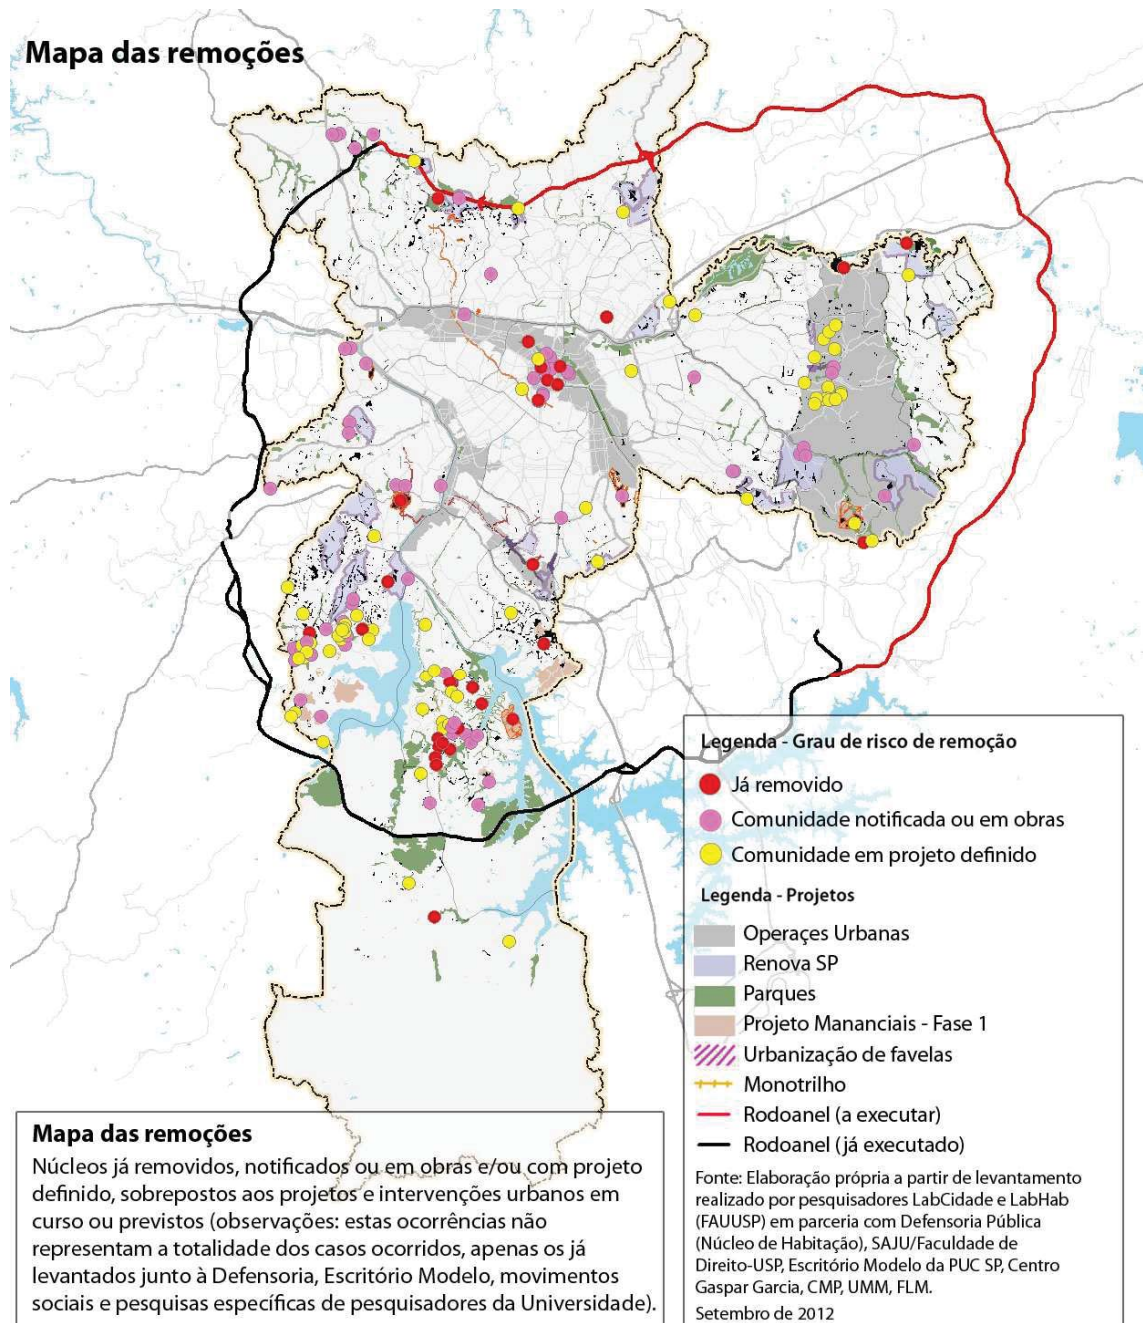 Mapa das remoções
Legenda - Grau de risco de remoção
Já removido
Comunidade notificada ou em obras
Comunidade em projeto definido
Legenda - Projetos
Operaçes Urbanas
Renova SP
Parques
Projeto Mananciais - Fase 1
Urbanização de favelas
Monotrilho
Rodoanel (a executar)
Rodoanel (já executado)
Fonte: Elaboração própria a partir de levantamento
realizado por pesquisadores LabCidade e LabHab
(FAUUSP) em parceria com Defensoria Pública
(Núcleo de Habitação), SAJU/Faculdade de
Direito-USP, Escritório Modelo da PUC SP, Centro
Gaspar Garcia, CMP, UMM, FLM.
Setembro de 2012
Mapa das remoções
Núcleos já removidos, notificados ou em obras e/ou com projeto
definido, sobrepostos aos projetos e intervenções urbanos em
curso ou previstos (observações: estas ocorrências não
representam a totalidade dos casos ocorridos, apenas os já
levantados junto à Defensoria, Escritório Modelo, movimentos
sociais e pesquisas específicas de pesquisadores da Universidade).